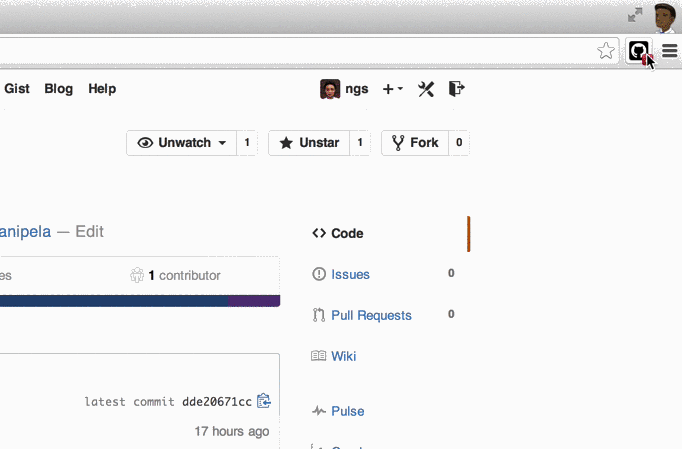 Gist Blog Help ngs
Unwatch 1 Unstar 1 Fork 0
anipela — Edit
es 1 contributor
Code
Issues 0
Pull Requests 0
Wiki
latest commit dde20671cc
Pulse
17 hours ago